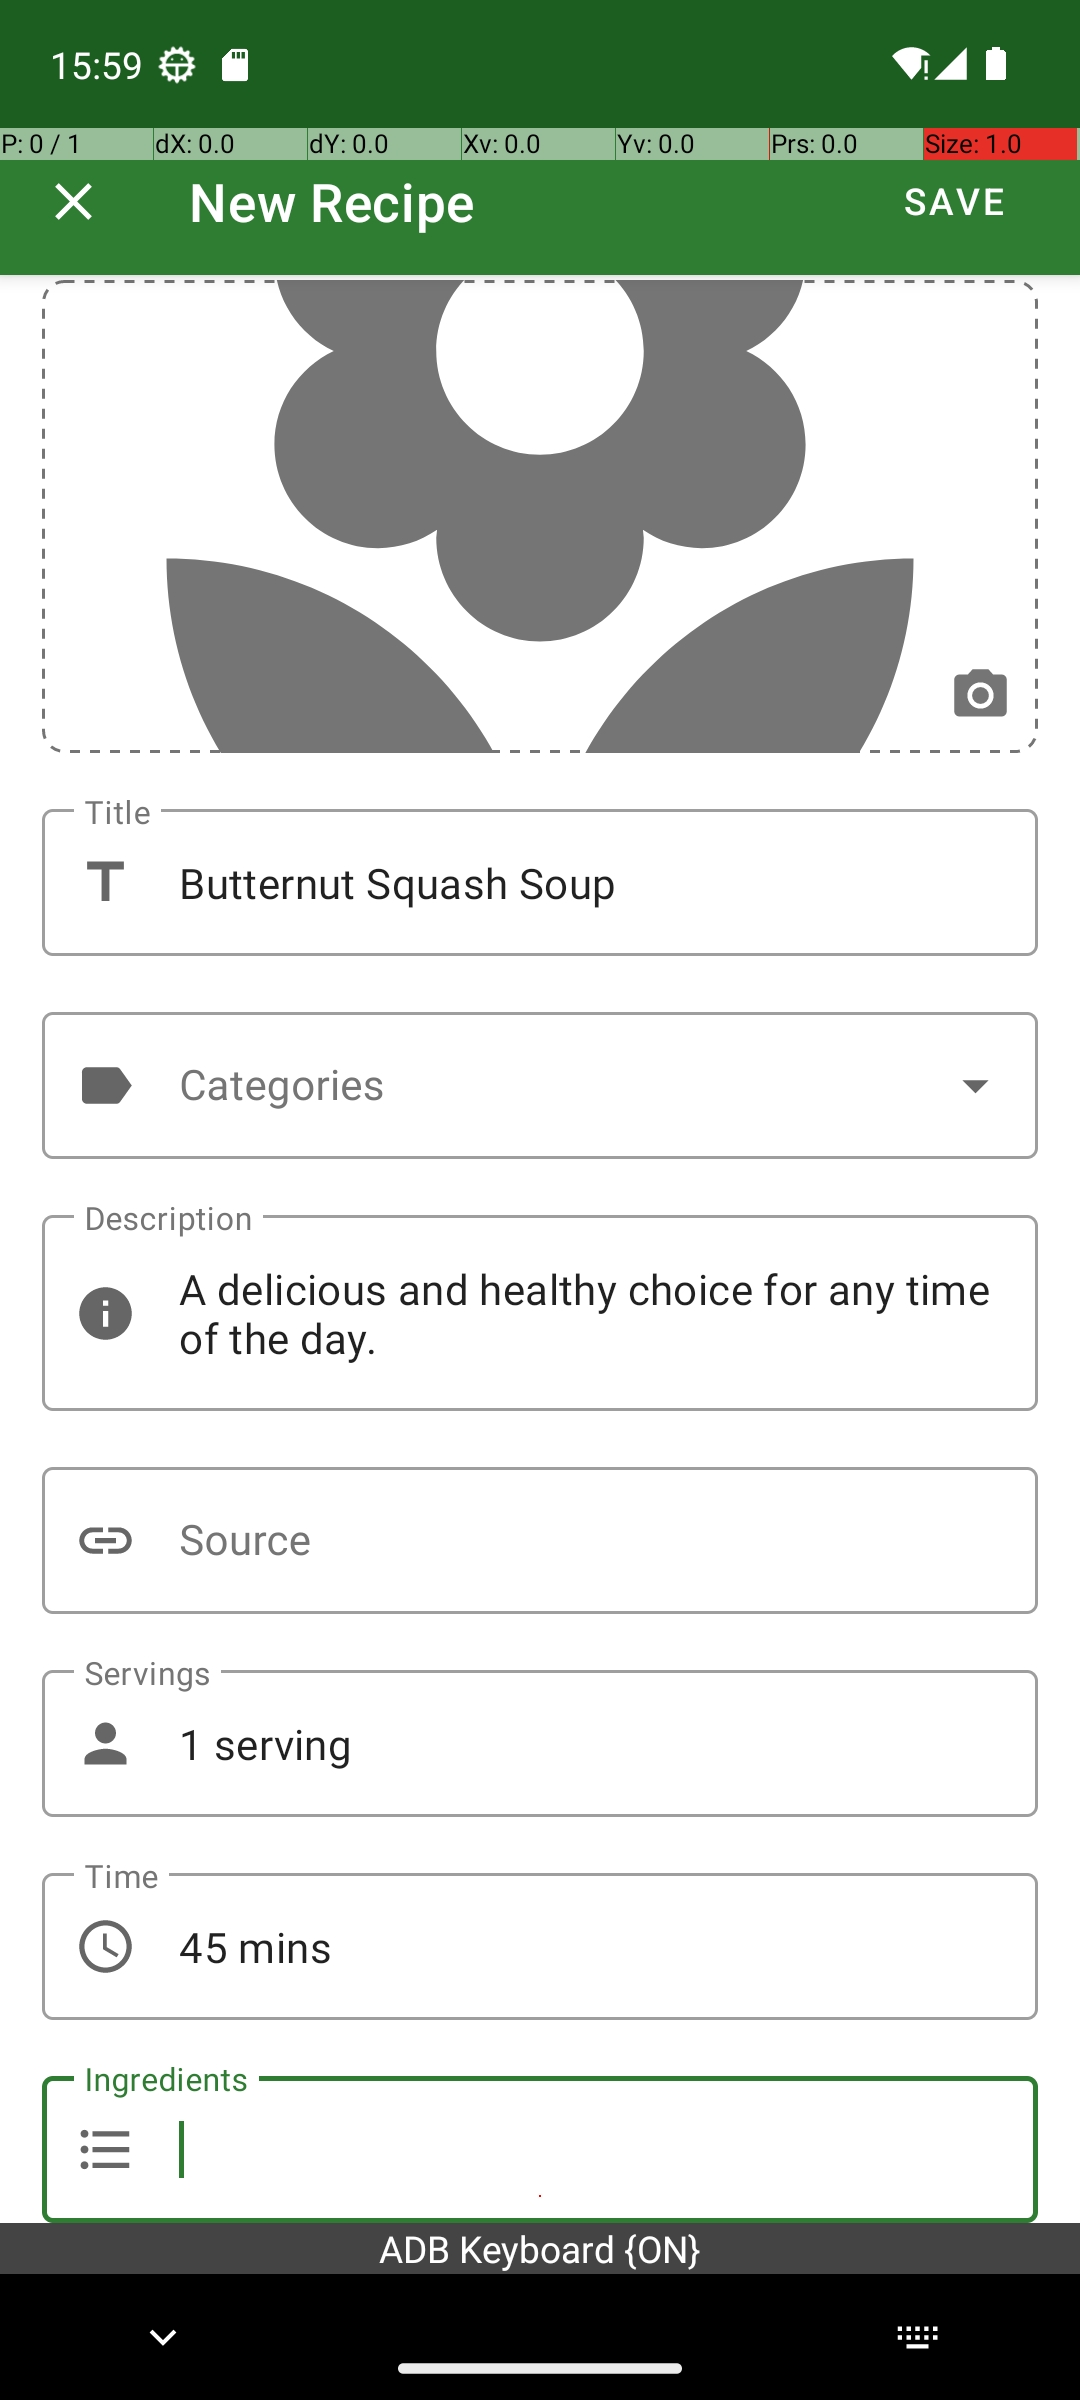 15:59
P: 0 / 1 dX: 0.0 dY: 0.0 Xv: 0.0 Yv: 0.0 Prs: 0.0 Size: 1.0
New Recipe SAVE
Title
Butternut Squash Soup
Categories
Description
A delicious and healthy choice for any time
of the day.
Source
Servings
1 serving
Time
45 mins
Ingredients
ADB Keyboard {ON}